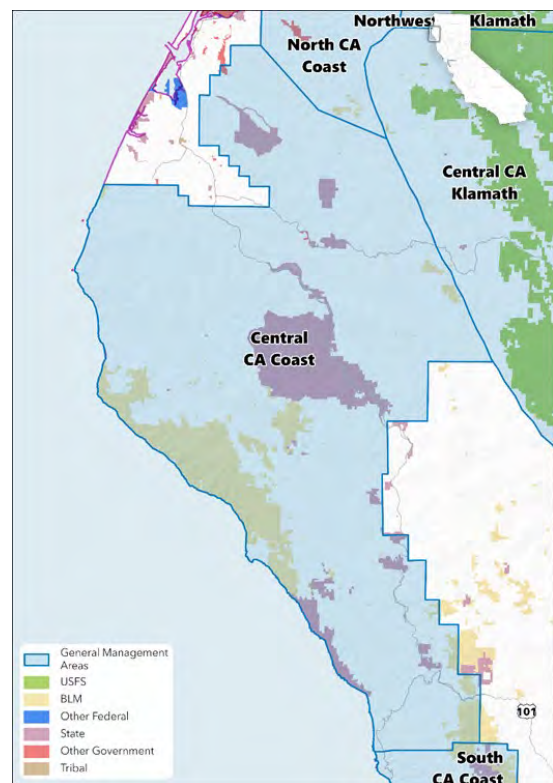 Northwest Klamath
North CA
Coast
Central CA
Klamath
Central
CA Coast
General Management
Areas
USFS
BLM
Other Federal
State
Other Government
Tribal
101
South
CA Coast